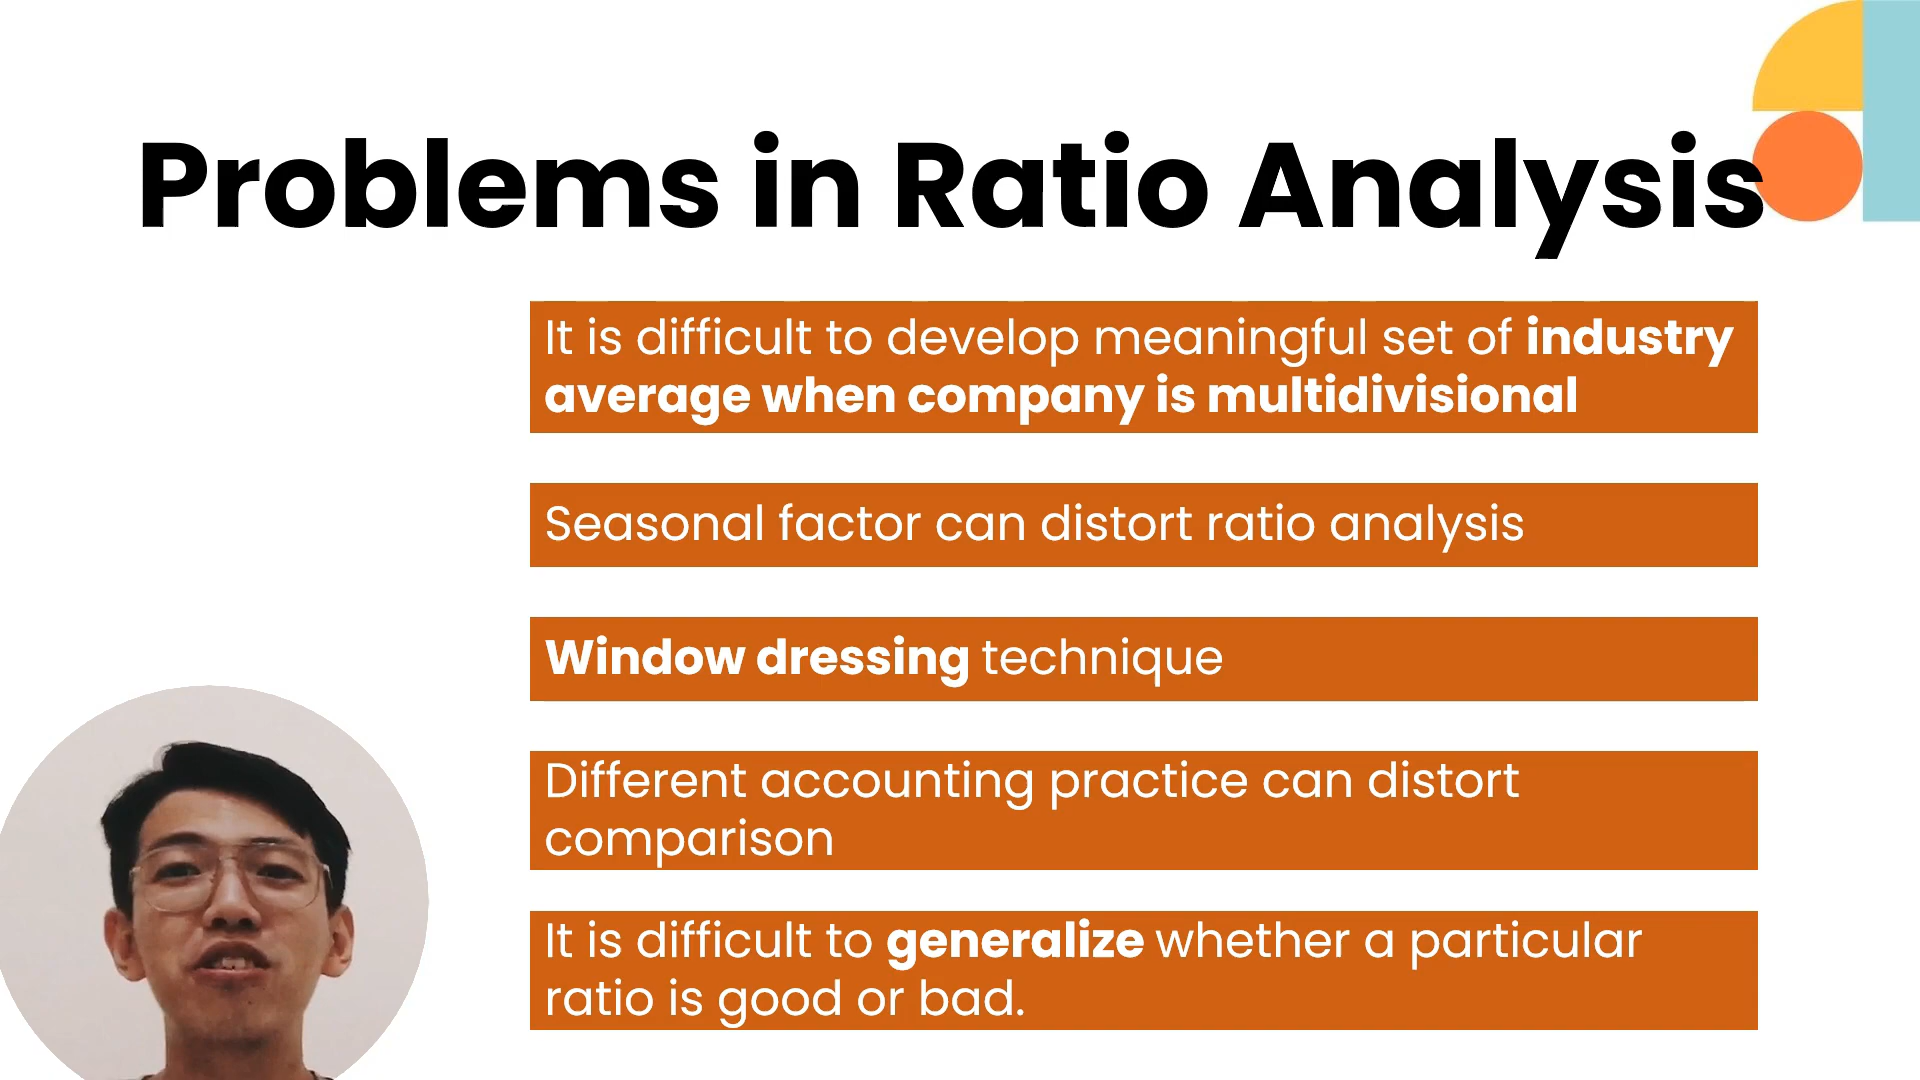 Problems in Ratio Analysis
It is difficult to develop meaningful set of industry
average when company is multidivisional
Seasonal factor can distort ratio analysis
Window dressing technique
Different accounting practice can distort
comparison
It is difficult to generalize whether a particular
ratio is good or bad.